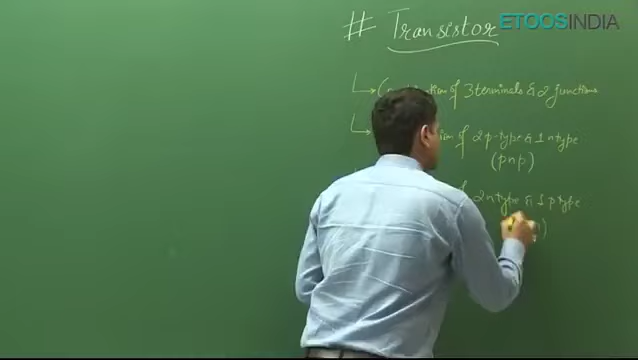 # Transistor
ETOOSINDIA
of 3 terminals & 2 junctions
of 2 p-type & 1 n type
(pnp)
2 n type & 1 p type